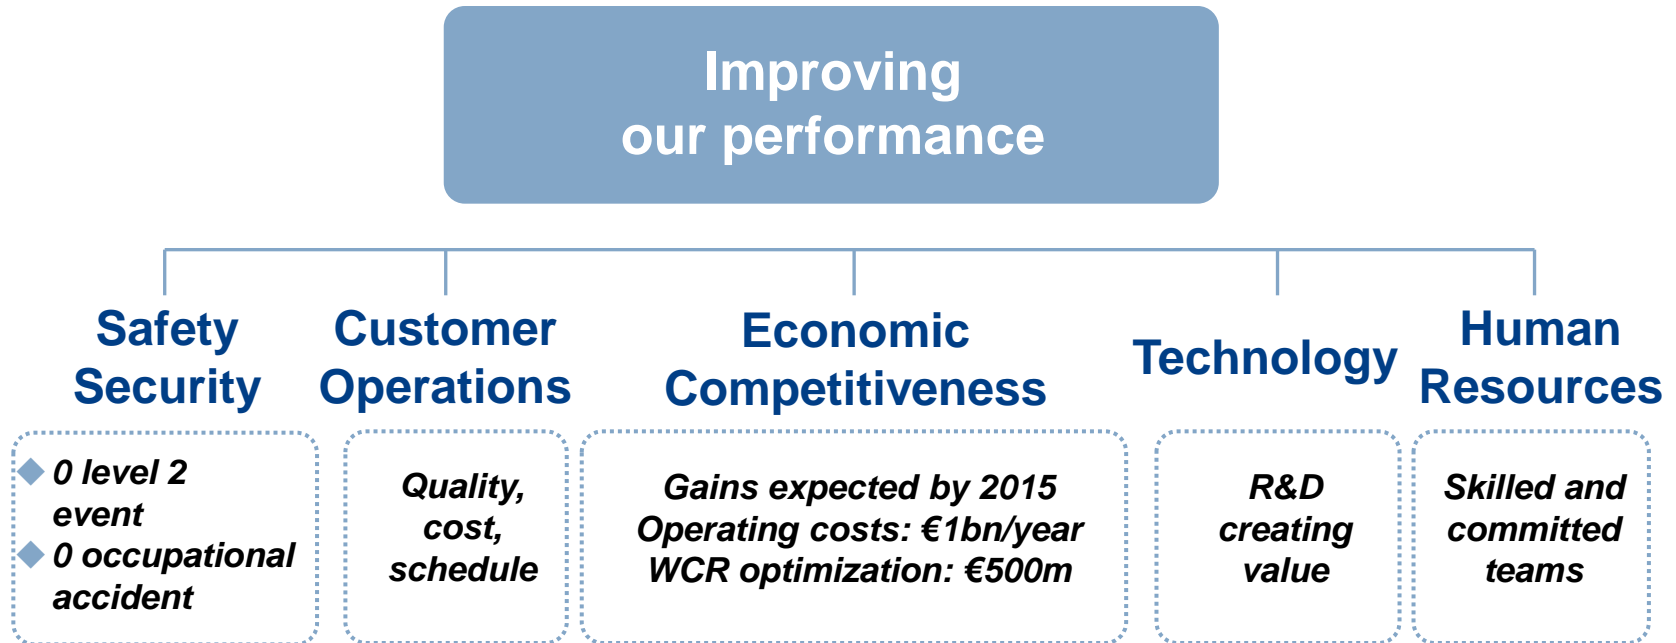 Improving
our performance
Safety
Security
Customer
Operations
Economic
Competitiveness
Technology
Human
Resources
0 level 2
event
0 occupational
accident
Quality,
cost,
schedule
Gains expected by 2015
Operating costs: €1bn/year
WCR optimization: €500m
R&D
creating
value
Skilled and
committed
teams